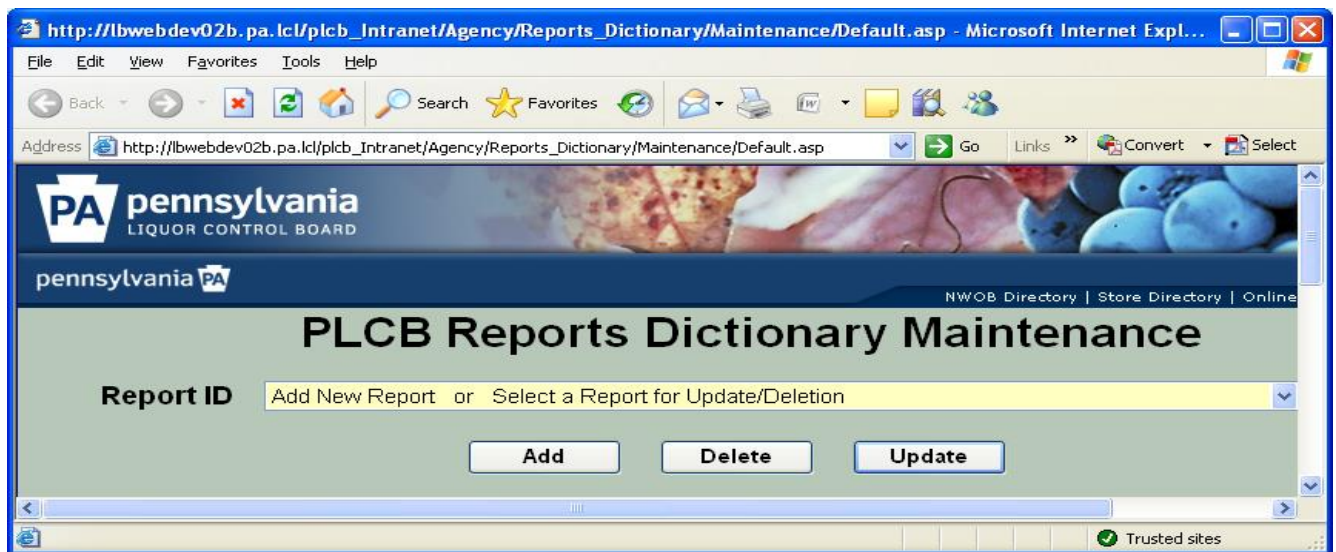 http://lbwebdev02b.pa.lcl/plcb_Intranet/Agency/Reports_Dictionary/Maintenance/Default.asp - Microsoft Internet Expl...
File Edit View Favorites Tools Help
Back Search Favorites
Address http://lbwebdev02b.pa.lcl/plcb_Intranet/Agency/Reports_Dictionary/Maintenance/Default.asp Go Links » Convert Select
PA pennsylvania
LIQUOR CONTROL BOARD
pennsylvania PA
NWOB Directory | Store Directory | Online
PLCB Reports Dictionary Maintenance
Report ID Add New Report or Select a Report for Update/Deletion
Add Delete Update
Trusted sites